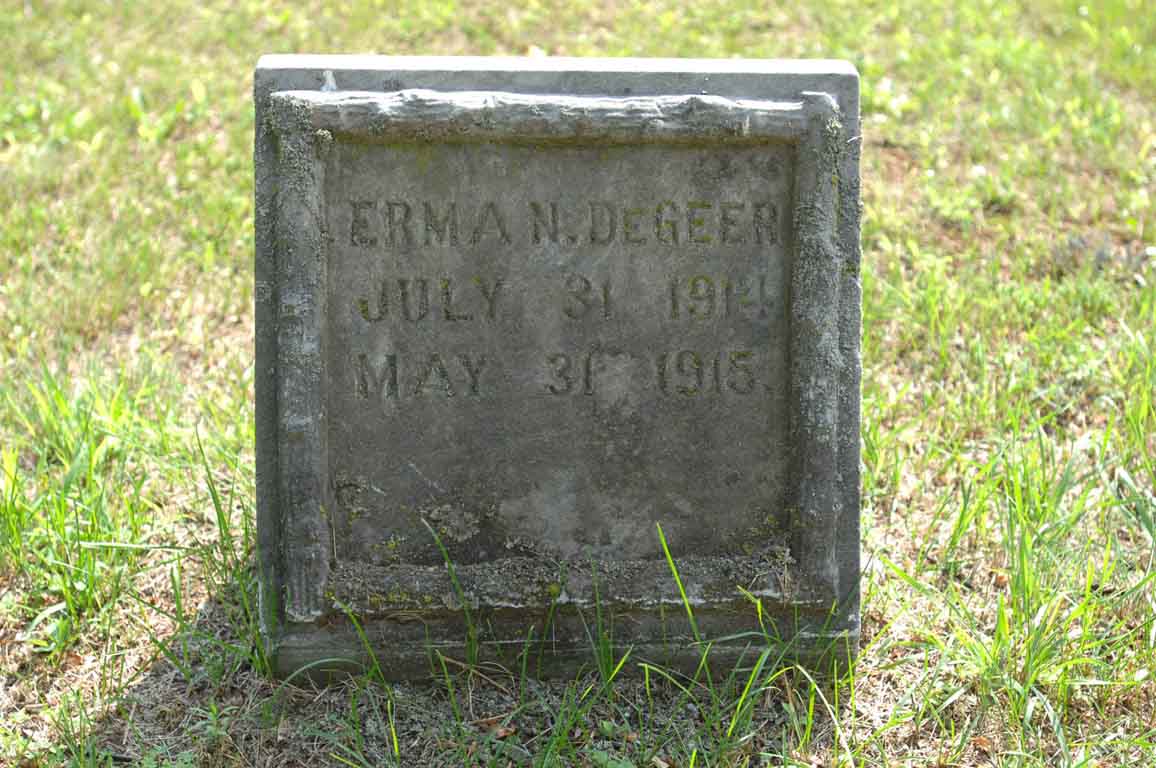 ERMA N. DEGEER
JULY 31 1914.
MAY 31 1915.